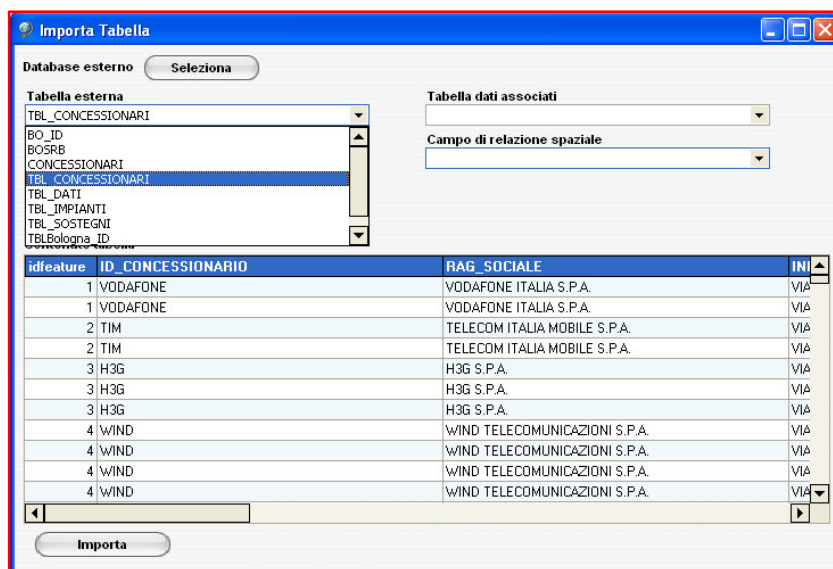 Importa Tabella
Database esterno Seleziona
Tabella esterna Tabella dati associati
TBL_CONCESSIONARI
Campo di relazione spaziale
BO_ID
BOSRB
CONCESSIONARI
TBL_CONCESSIONARI
TBL_DATI
TBL_IMPIANTI
TBL_SOSTEGNI
TBLBologna_ID
idfeature ID_CONCESSIONARIO RAG_SOCIALE
1 VODAFONE VODAFONE ITALIA S.P.A. VIA
1 VODAFONE VODAFONE ITALIA S.P.A. VIA
2 TIM TELECOM ITALIA MOBILE S.P.A. VIA
2 TIM TELECOM ITALIA MOBILE S.P.A. VIA
3 H3G H3G S.P.A. VIA
3 H3G H3G S.P.A. VIA
3 H3G H3G S.P.A. VIA
4 WIND WIND TELECOMUNICAZIONI S.P.A. VIA
4 WIND WIND TELECOMUNICAZIONI S.P.A. VIA
4 WIND WIND TELECOMUNICAZIONI S.P.A. VIA
4 WIND WIND TELECOMUNICAZIONI S.P.A. VIA
Importa